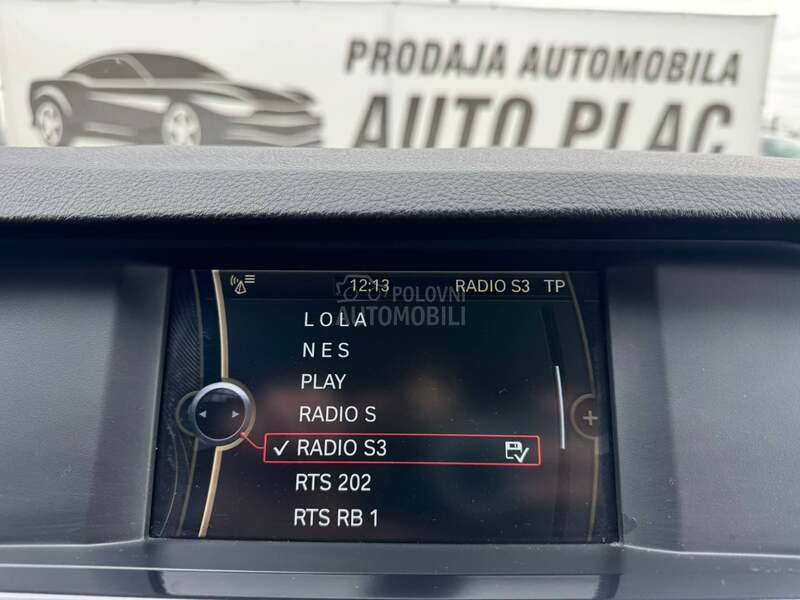 PRODAJA AUTOMOBILA
AUTO PLAC
12:13 RADIO S3 TP
POLOVNI
AUTOMOBILI
LOLA
NES
PLAY
RADIO S
RADIO S3
RTS 202
RTS RB 1